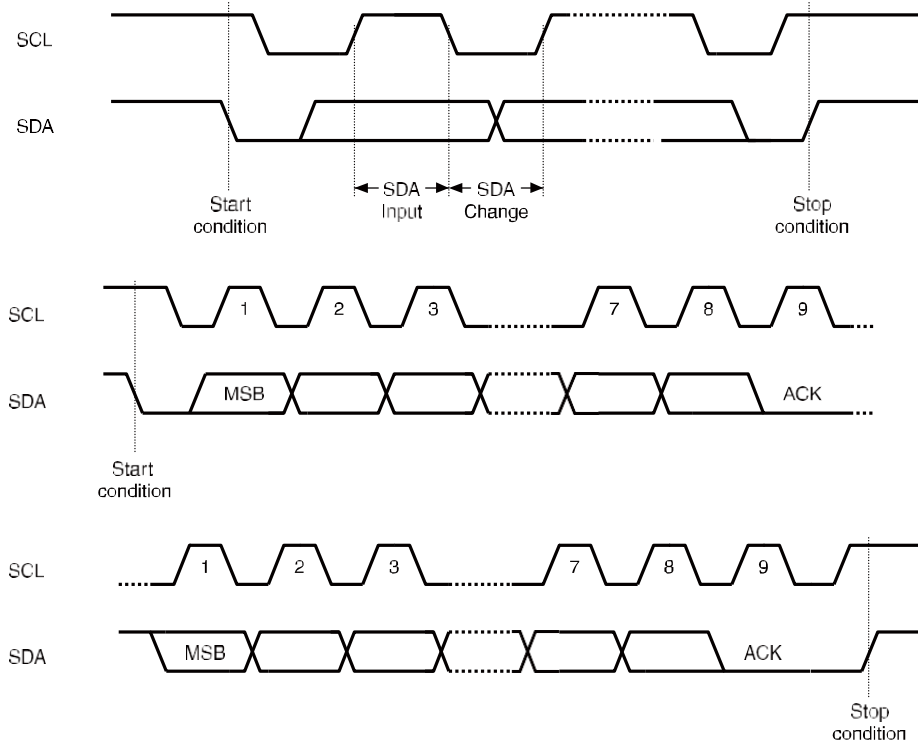 SCL
SDA
SDA
Input
SDA
Change
Start
condition
Stop
condition
SCL
1
2
3
7
8
9
SDA
MSB
ACK
Start
condition
SCL
1
2
3
7
8
9
SDA
MSB
ACK
Stop
condition